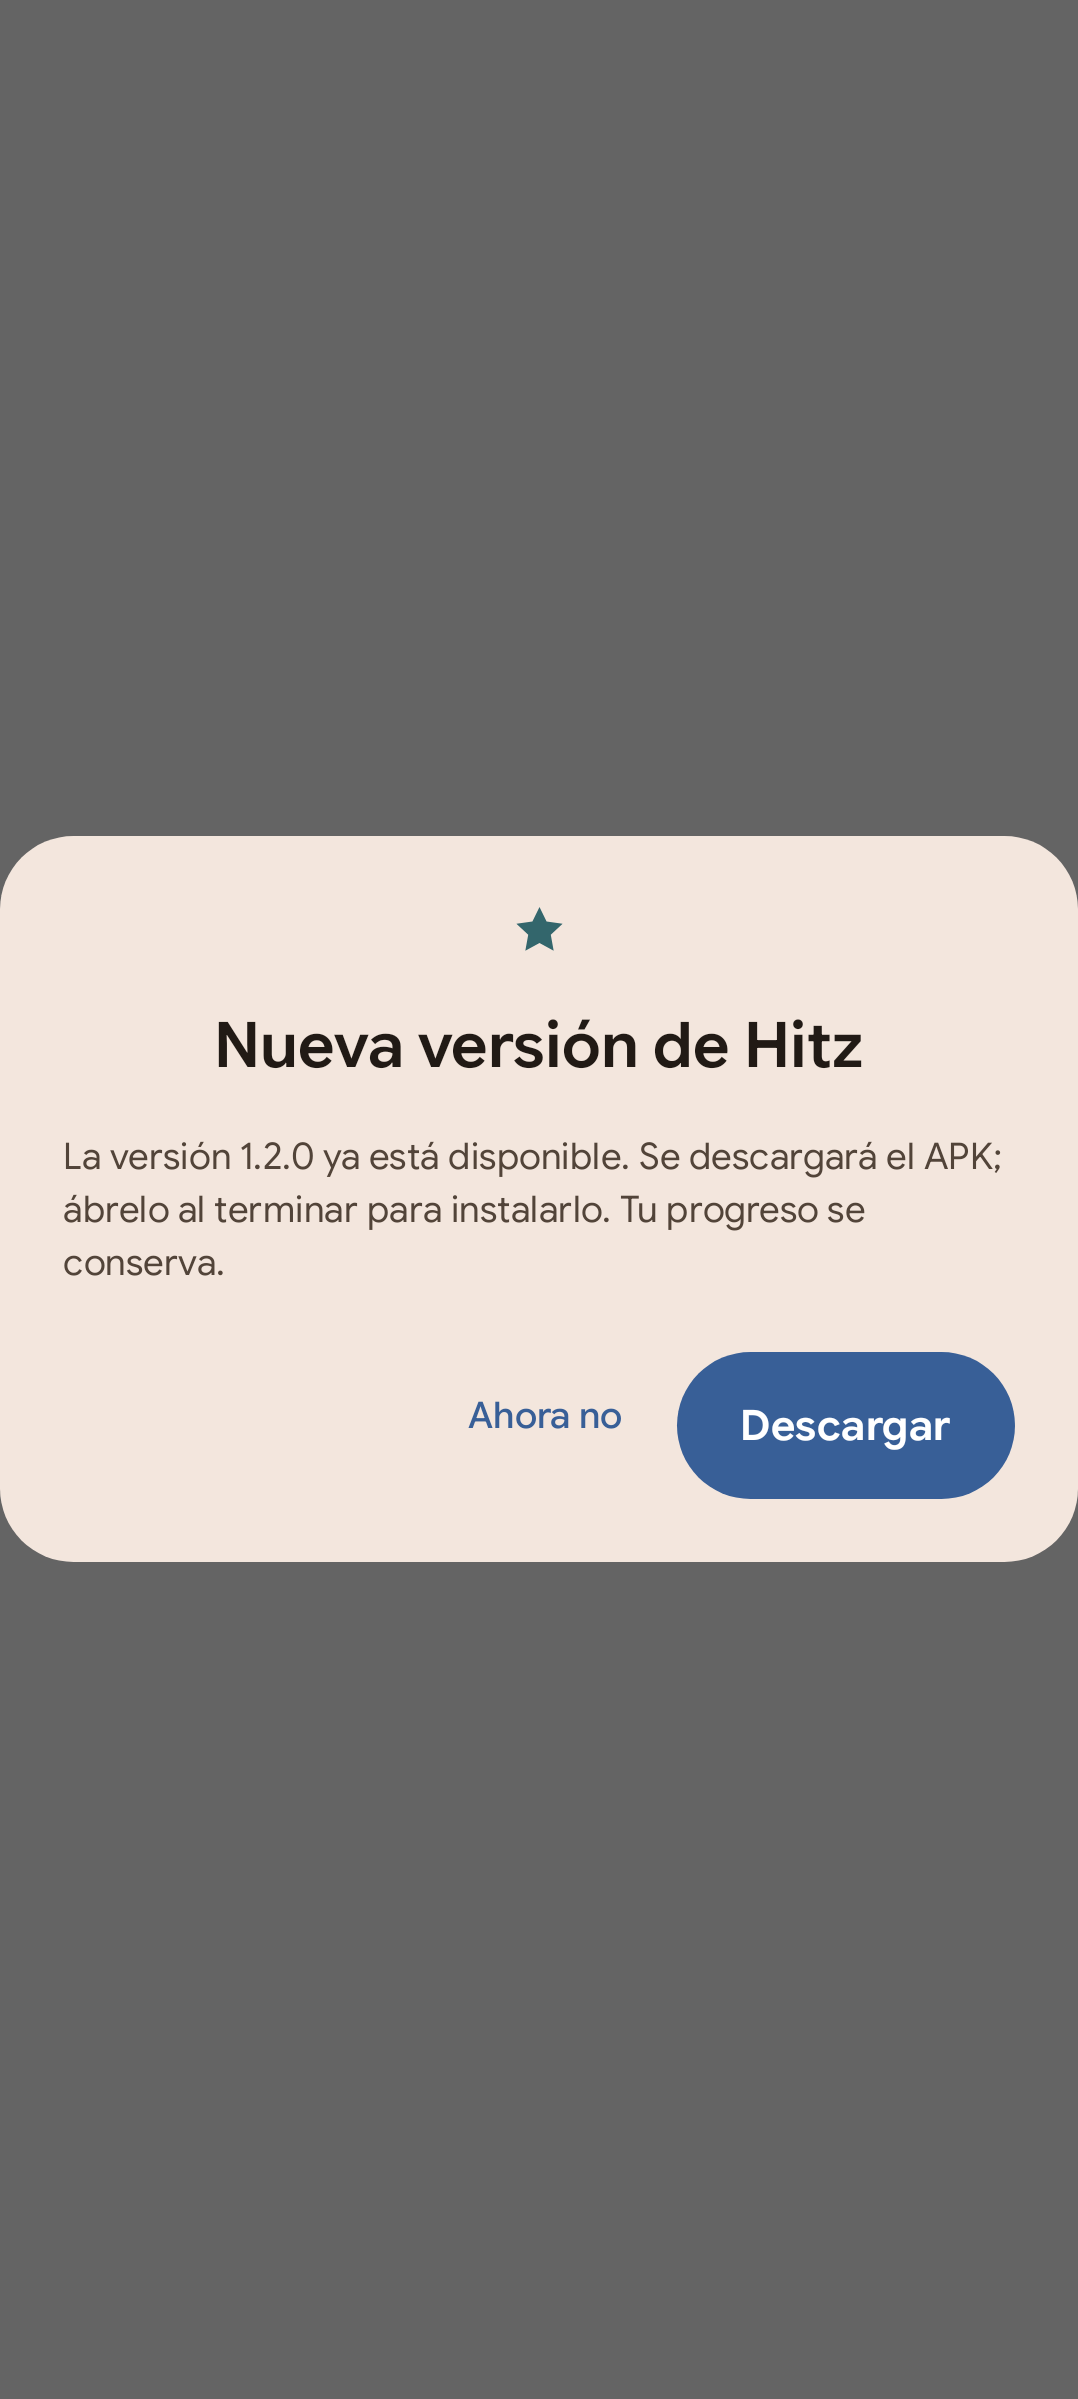 Nueva versión de Hitz
La versión 1.2.0 ya está disponible. Se descargará el APK;
ábrelo al terminar para instalarlo. Tu progreso se
conserva.
Ahora no
Descargar